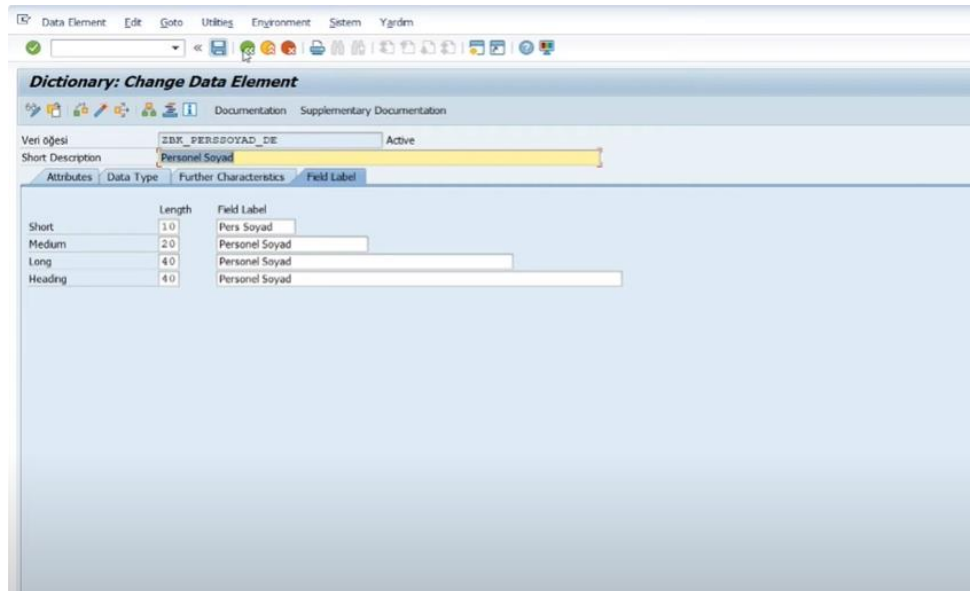 Data Element Edit Goto Utilities Environment Sistem Yardım
Dictionary: Change Data Element
Documentation Supplementary Documentation
Veri öğesi ZBK_PERSSOYAD_DE Active
Short Description Personel Soyad
Attributes Data Type Further Characteristics Field Label
Length Field Label
Short 10 Pers Soyad
Medium 20 Personel Soyad
Long 40 Personel Soyad
Heading 40 Personel Soyad